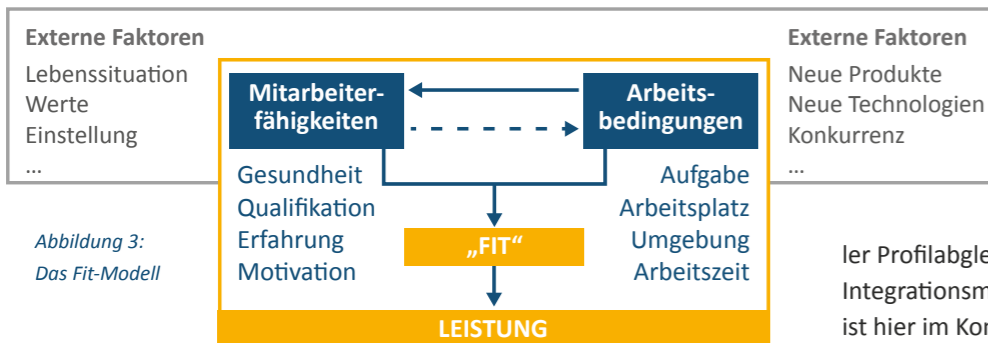 Externe Faktoren
Lebenssituation
Werte
Einstellung
...
Mitarbeiter-
fähigkeiten
Gesundheit
Qualifikation
Erfahrung
Motivation
Arbeits-
bedingungen
Aufgabe
Arbeitsplatz
Umgebung
Arbeitszeit
„FIT“
LEISTUNG
Externe Faktoren
Neue Produkte
Neue Technologien
Konkurrenz
...
Abbildung 3:
Das Fit-Modell
ler Profilabgle
Integrationsm
ist hier im Kon